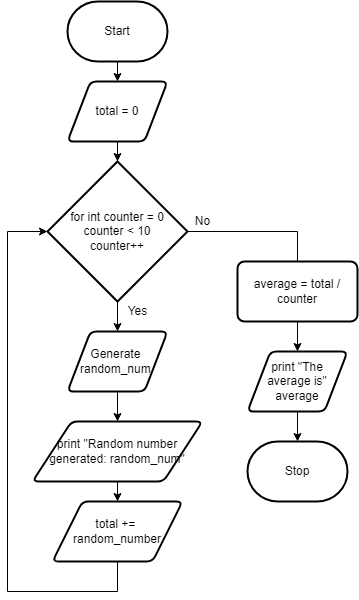 Start
total = 0
for int counter = 0
counter < 10
counter++
No
Yes
average = total /
counter
Generate
random_num
print "The
average is"
average
print "Random number
generated: random_num"
Stop
total +=
random_number